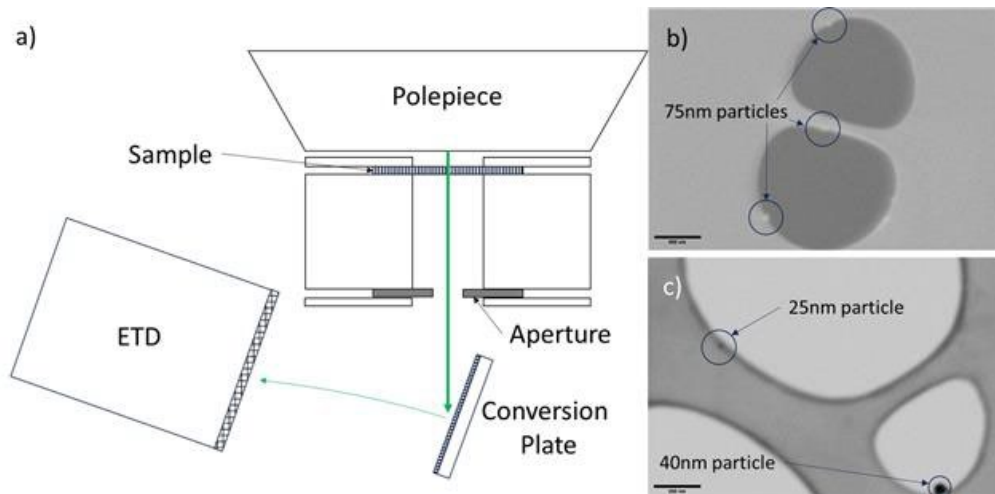 a)
Polepiece
Sample
ETD
Aperture
Conversion
Plate
b)
75nm particles
c)
25nm particle
40nm particle